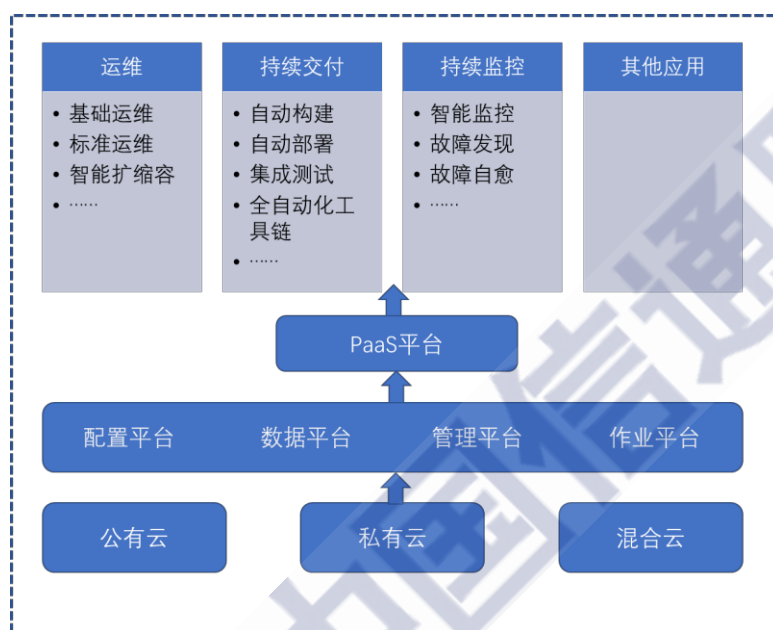 运维
• 基础运维
• 标准运维
• 智能扩缩容
• ……
持续交付
• 自动构建
• 自动部署
• 集成测试
• 全自动化工
具链
• ……
持续监控
• 智能监控
• 故障发现
• 故障自愈
• ……
其他应用
PaaS平台
配置平台 数据平台 管理平台 作业平台
公有云 私有云 混合云
中国信通